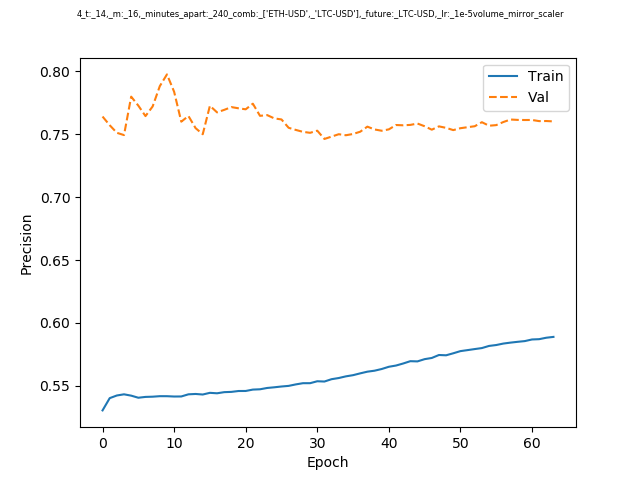 4_t:_14,_m:_16,_minutes_apart:_240_comb:_['ETH-USD',_'LTC-USD'],_future:_LTC-USD,_lr:_1e-5volume_mirror_scaler
Train
Val
0.80
0.75
0.70
0.65
0.60
0.55
Precision
0 10 20 30 40 50 60
Epoch